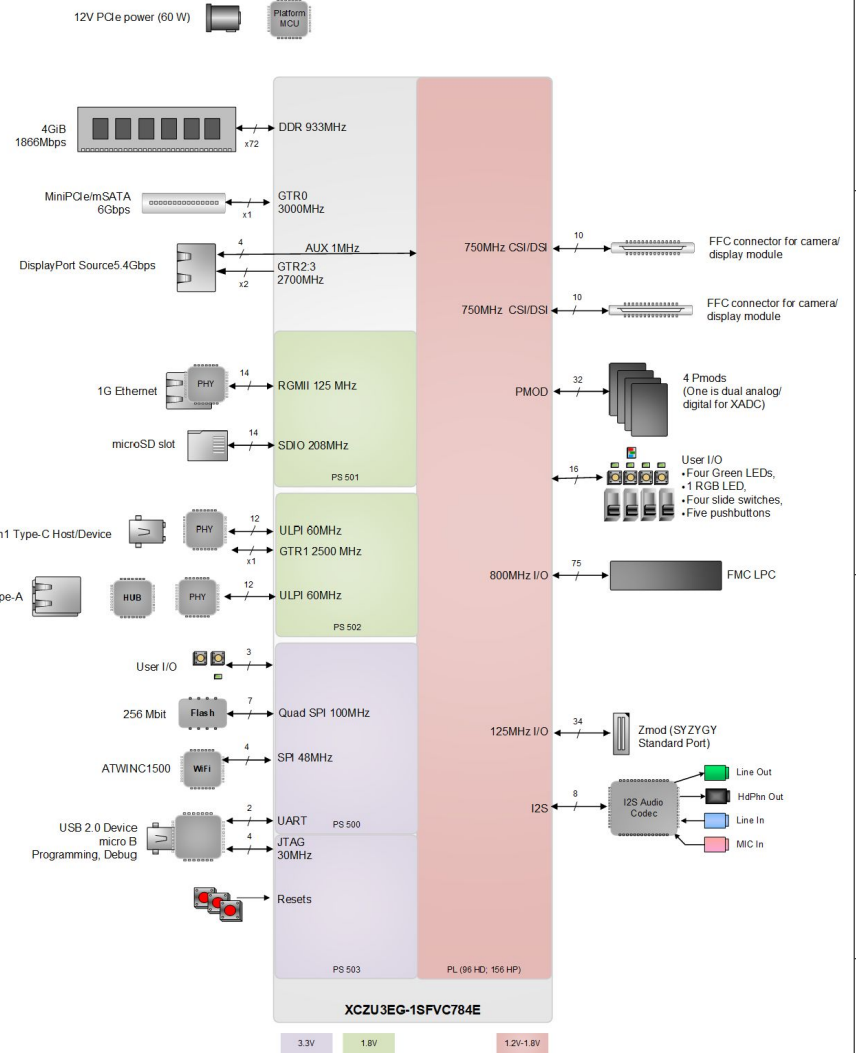 12V PCIe power (60 W)
Platform
MCU
4GiB
1866Mbps
x72
DDR 933MHz
MiniPCIe/mSATA
6Gbps
x1
GTR0
3000MHz
4
AUX 1MHz
DisplayPort Source5.4Gbps
x2
GTR2:3
2700MHz
750MHz CSI/DSI
10
FFC connector for camera/
display module
750MHz CSI/DSI
10
FFC connector for camera/
display module
1G Ethernet
PHY
14
RGMII 125 MHz
PMOD
32
4 Pmods
(One is dual analog/
digital for XADC)
microSD slot
14
SDIO 208MHz
PS 501
16
User I/O
•Four Green LEDs,
•1 RGB LED,
•Four slide switches,
•Five pushbuttons
n1 Type-C Host/Device
PHY
12
ULPI 60MHz
x1
GTR1 2500 MHz
pe-A
HUB
PHY
12
ULPI 60MHz
PS 502
800MHz I/O
75
FMC LPC
User I/O
3
256 Mbit
Flash
7
Quad SPI 100MHz
ATWINC1500
WiFi
4
SPI 48MHz
125MHz I/O
34
Zmod (SYZYGY
Standard Port)
USB 2.0 Device
micro B
Programming, Debug
2
UART
PS 500
4
JTAG
30MHz
I2S
8
I2S Audio
Codec
Line Out
HdPhn Out
Line In
MIC In
Resets
PS 503
PL (96 HD; 156 HP)
XCZU3EG-1SFVC784E
3.3V
1.8V
1.2V-1.8V